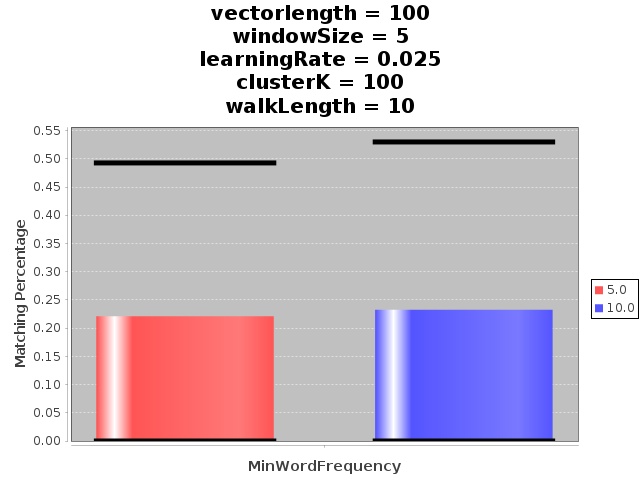 vectorlength = 100
windowSize = 5
learningRate = 0.025
clusterK = 100
walkLength = 10
0.55
0.50
0.45
0.40
0.35
0.30
0.25
0.20
0.15
0.10
0.05
0.00
Matching Percentage
MinWordFrequency
5.0
10.0